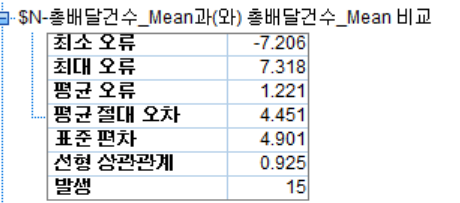 $N-총배달건수_Mean과(와) 총배달건수_Mean 비교
최소 오류 -7.206
최대 오류 7.318
평균 오류 1.221
평균 절대 오차 4.451
표준 편차 4.901
선형 상관관계 0.925
발생 15